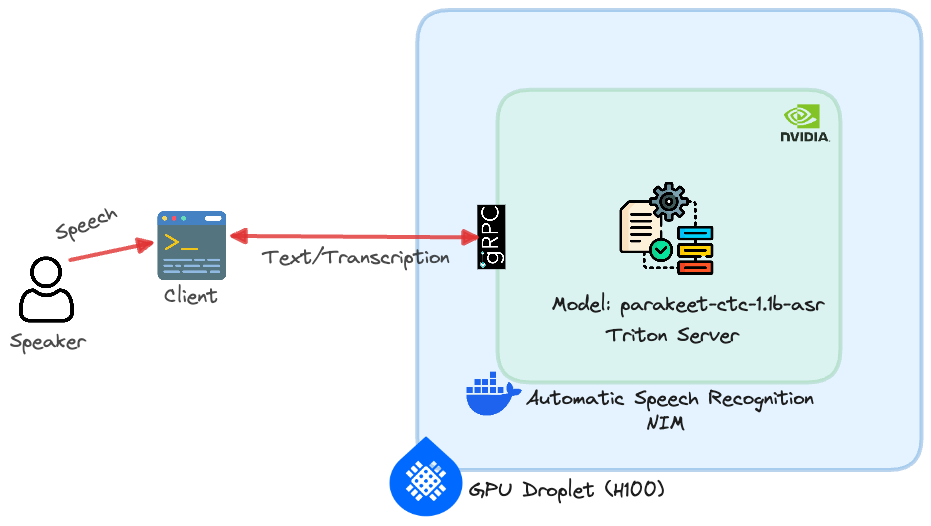 NVIDIA
Speech
>_
gRPC
Text/Transcription
Client
Speaker
Model: parakeet-ctc-1.1b-asr
Triton Server
Automatic Speech Recognition
NIM
GPU Droplet (H100)